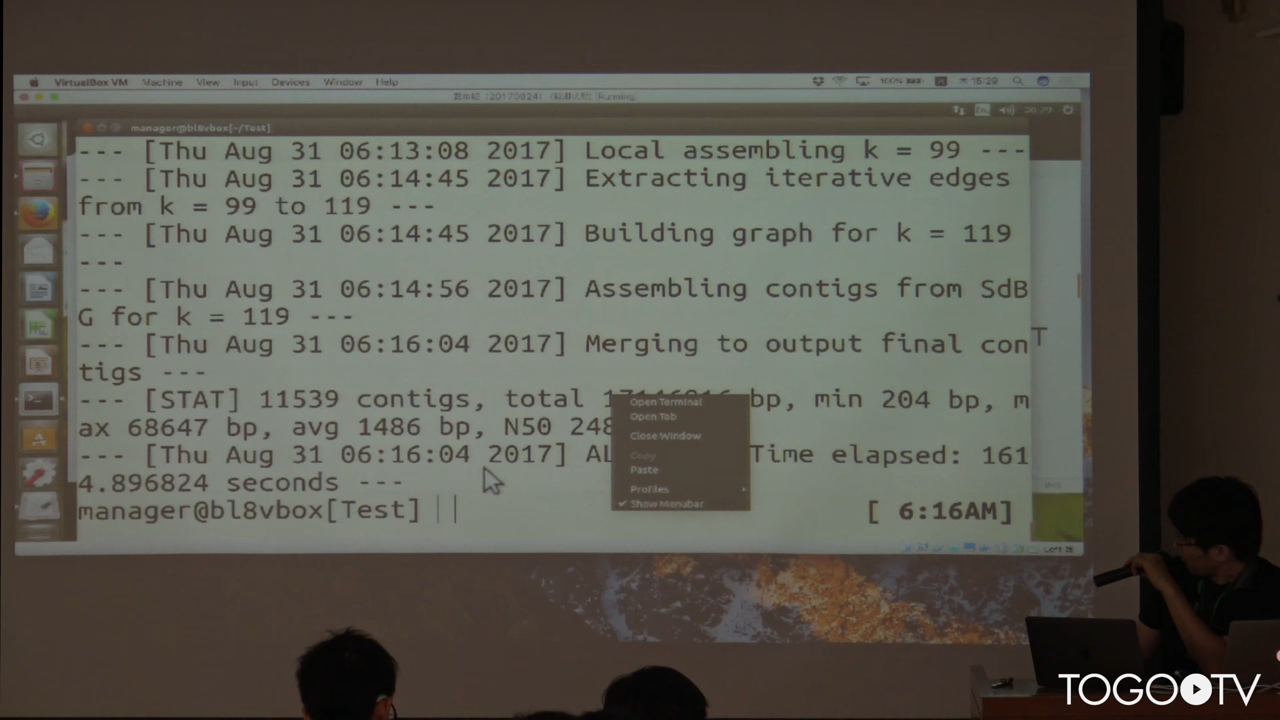 VirtualBox VM Machine View Input Devices Window Help
100% 15:29
manager@bl8vbox[~/Test]
--- [Thu Aug 31 06:13:08 2017] Local assembling k = 99 ---
--- [Thu Aug 31 06:14:45 2017] Extracting iterative edges
from k = 99 to 119 ---
--- [Thu Aug 31 06:14:45 2017] Building graph for k = 119
---
--- [Thu Aug 31 06:14:56 2017] Assembling contigs from SdB
G for k = 119 ---
--- [Thu Aug 31 06:16:04 2017] Merging to output final con
tigs ---
--- [STAT] 11539 contigs, total bp, min 204 bp, m
ax 68647 bp, avg 1486 bp, N50 248
--- [Thu Aug 31 06:16:04 2017] AL Time elapsed: 161
4.896824 seconds ---
manager@bl8vbox[Test] [ 6:16AM]
Open Terminal
Open Tab
Close Window
Copy
Paste
Profiles
Show Menubar
T
TOGO TV